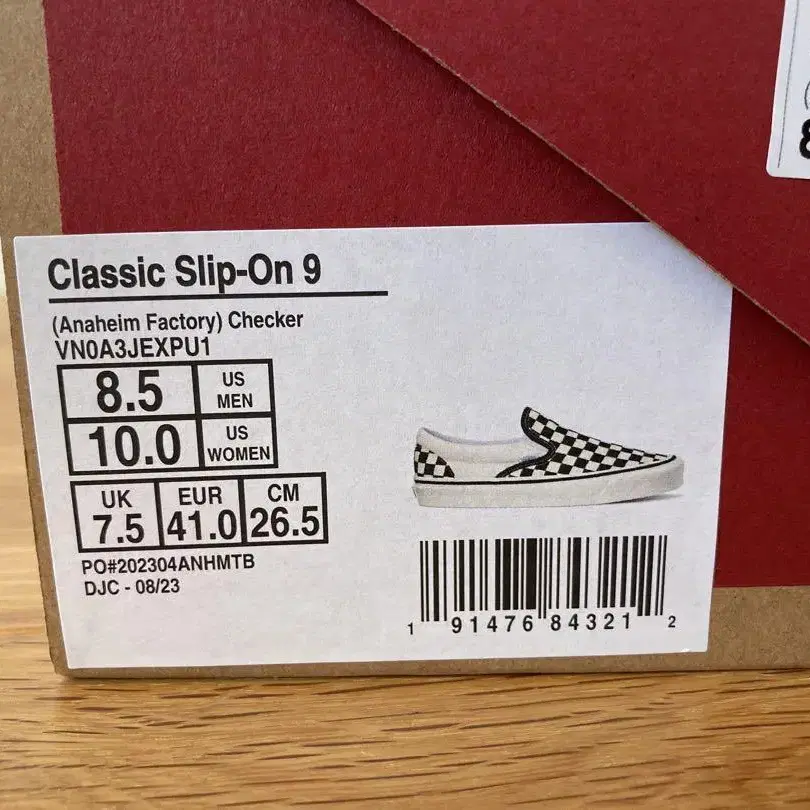 Classic Slip-On 9
(Anaheim Factory) Checker
VN0A3JEXPU1
8.5 US MEN
10.0 US WOMEN
UK EUR CM
7.5 41.0 26.5
PO#202304ANHMTB
DJC - 08/23
1 91476 84321 2